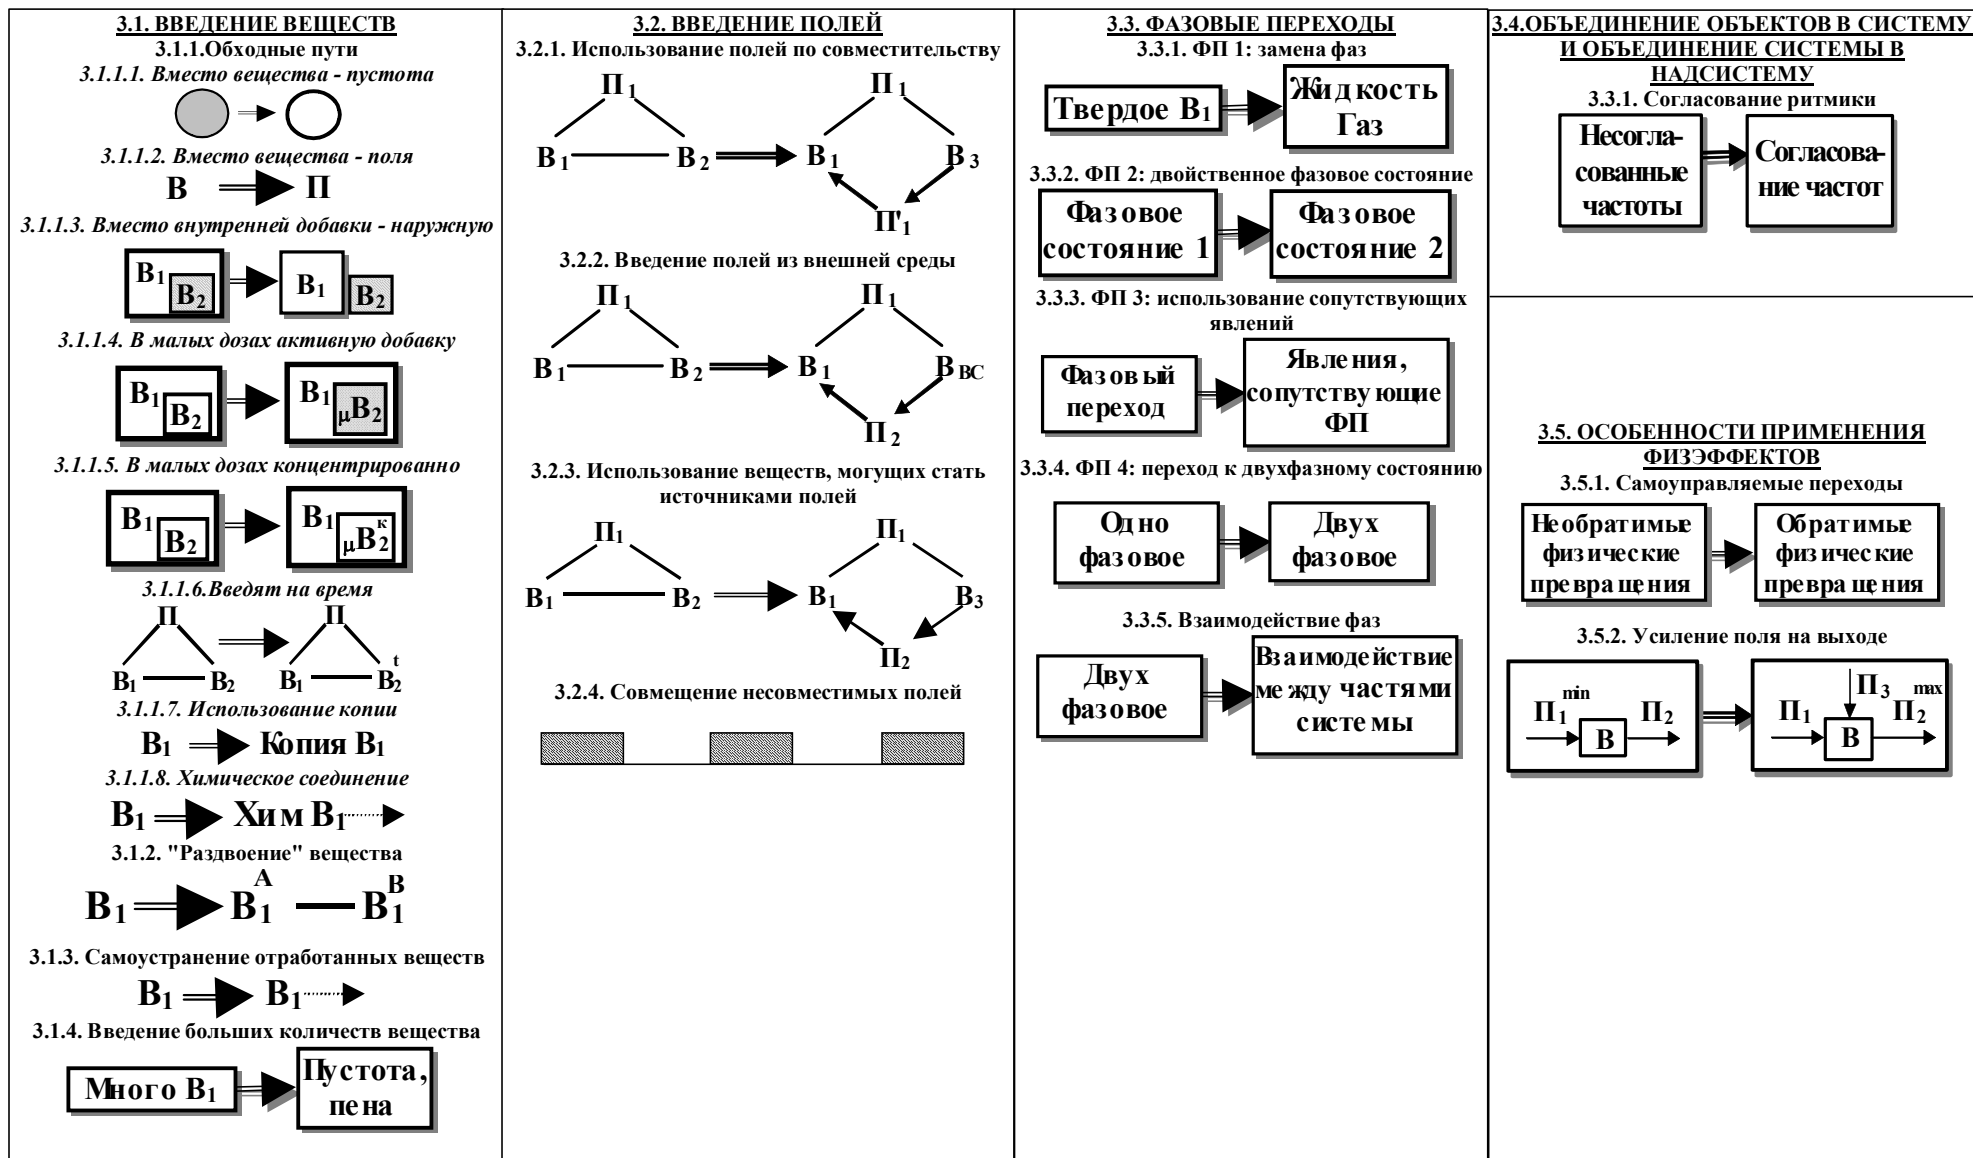 3.1. ВВЕДЕНИЕ ВЕЩЕСТВ
3.1.1.Обходные пути
3.1.1.1. Вместо вещества - пустота
3.1.1.2. Вместо вещества - поля
В П
3.1.1.3. Вместо внутренней добавки - наружную
В1 В2 В1 В2
3.1.1.4. В малых дозах активную добавку
В1 В2 В1 μВ2
3.1.1.5. В малых дозах концентрированно
В1 В2 В1 μВ2к
3.1.1.6.Введят на время
П П
В1 В2 В1 В2t
3.1.1.7. Использование копии
В1 Копия В1
3.1.1.8. Химическое соединение
В1 Хим В1
3.1.2. "Раздвоение" вещества
В1 В1А В1В
3.1.3. Самоустранение отработанных веществ
В1 В1
3.1.4. Введение больших количеств вещества
Много В1
Пустота,
пена
3.2. ВВЕДЕНИЕ ПОЛЕЙ
3.2.1. Использование полей по совместительству
П1 П1
В1 В2 В1 В3
П'1
3.2.2. Введение полей из внешней среды
П1 П1
В1 В2 В1 ВВС
П2
3.2.3. Использование веществ, могущих стать
источниками полей
П1 П1
В1 В2 В1 В3
П2
3.2.4. Совмещение несовместимых полей
3.3. ФАЗОВЫЕ ПЕРЕХОДЫ
3.3.1. ФП 1: замена фаз
Твердое В1
Жидкость
Газ
3.3.2. ФП 2: двойственное фазовое состояние
Фазовое
состояние 1
Фазовое
состояние 2
3.3.3. ФП 3: использование сопутствующих
явлений
Фазовый
переход
Явления,
сопутствующие
ФП
3.3.4. ФП 4: переход к двухфазному состоянию
Одно
фазовое
Двух
фазовое
3.3.5. Взаимодействие фаз
Двух
фазовое
Взаимодействие
между частями
системы
3.4.ОБЪЕДИНЕНИЕ ОБЪЕКТОВ В СИСТЕМУ
И ОБЪЕДИНЕНИЕ СИСТЕМЫ В
НАДСИСТЕМУ
3.3.1. Согласование ритмики
Несогла-
сованные
частоты
Согласова-
ние частот
3.5. ОСОБЕННОСТИ ПРИМЕНЕНИЯ
ФИЗЭФФЕКТОВ
3.5.1. Самоуправляемые переходы
Необратимые
физические
превращения
Обратимые
физические
превращения
3.5.2. Усиление поля на выходе
П1min В П2
П1 П3 В П2max